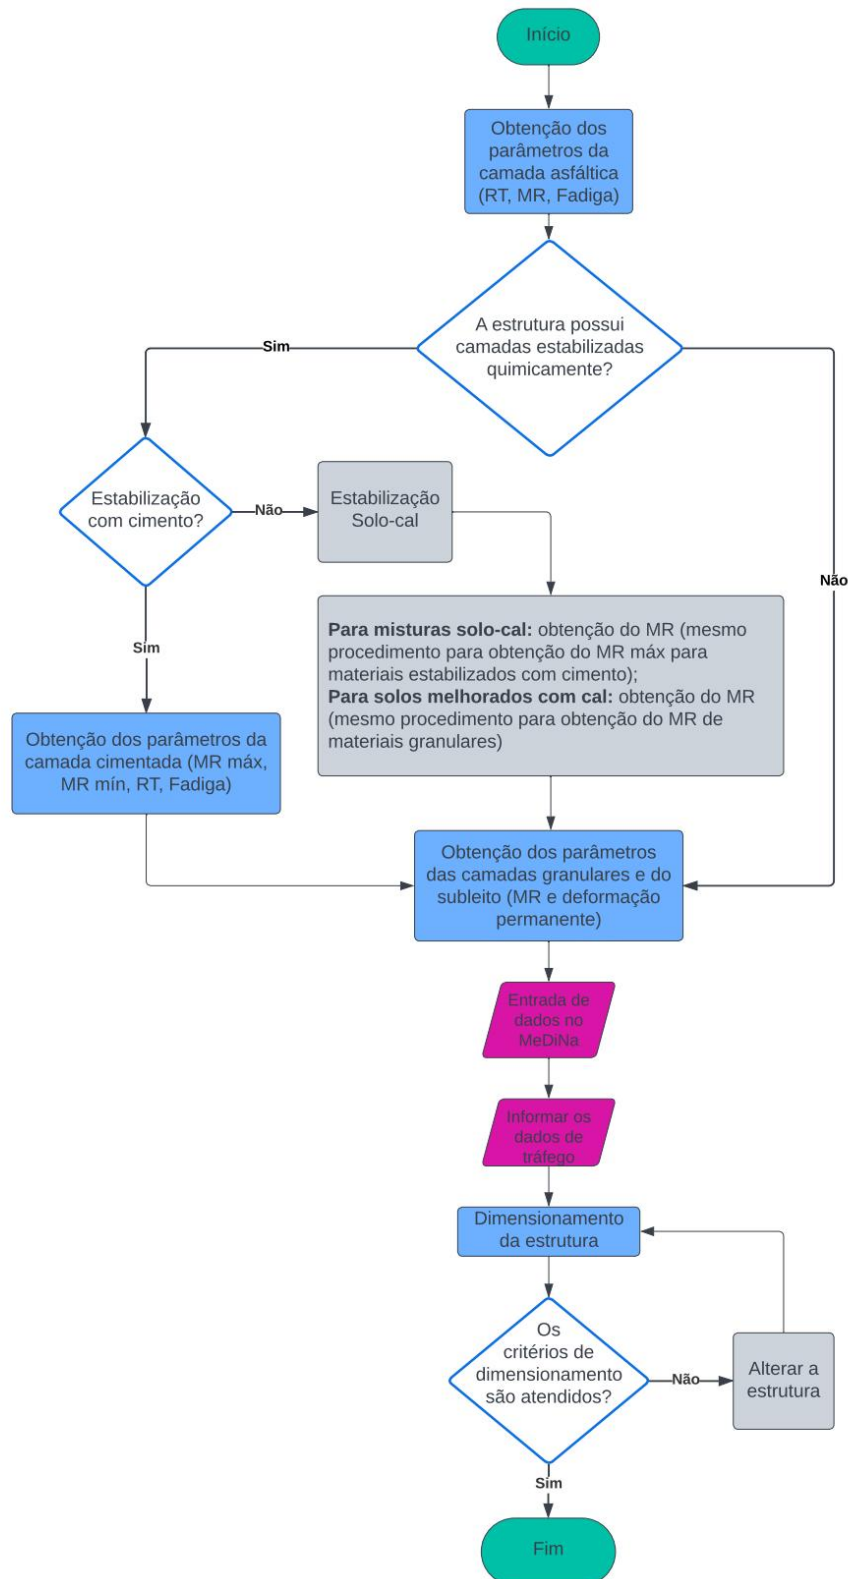 Início
Obtenção dos
parâmetros da
camada asfáltica
(RT, MR, Fadiga)
A estrutura possui
camadas estabilizadas
quimicamente?
Sim
Não
Estabilização
com cimento?
Não
Estabilização
Solo-cal
Sim
Para misturas solo-cal: obtenção do MR (mesmo
procedimento para obtenção do MR máx para
materiais estabilizados com cimento);
Para solos melhorados com cal: obtenção do MR
(mesmo procedimento para obtenção do MR de
materiais granulares)
Obtenção dos parâmetros da
camada cimentada (MR máx,
MR mín, RT, Fadiga)
Obtenção dos parâmetros
das camadas granulares e do
subleito (MR e deformação
permanente)
Entrada de
dados no
MeDiNa
Informar os
dados de
tráfego
Dimensionamento
da estrutura
Os
critérios de
dimensionamento
são atendidos?
Não
Alterar a
estrutura
Sim
Fim